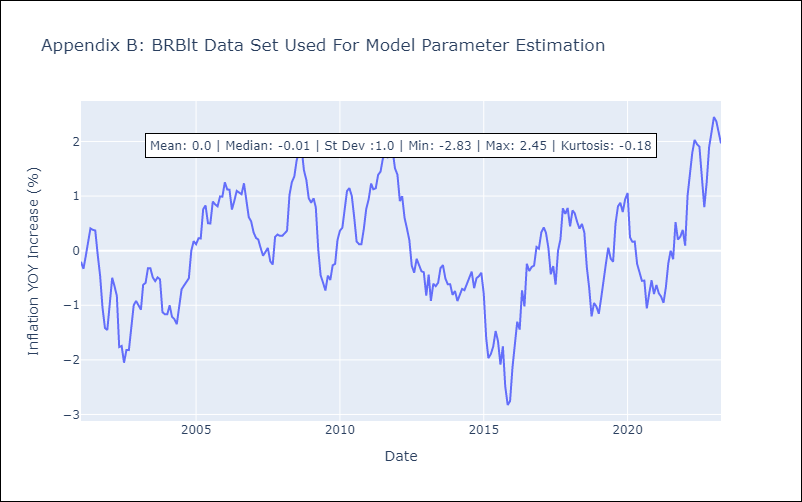 Appendix B: BRBlt Data Set Used For Model Parameter Estimation
Mean: 0.0 | Median: -0.01 | St Dev :1.0 | Min: -2.83 | Max: 2.45 | Kurtosis: -0.18
Inflation YOY Increase (%)
2
1
0
−1
−2
−3
2005
2010
2015
2020
Date